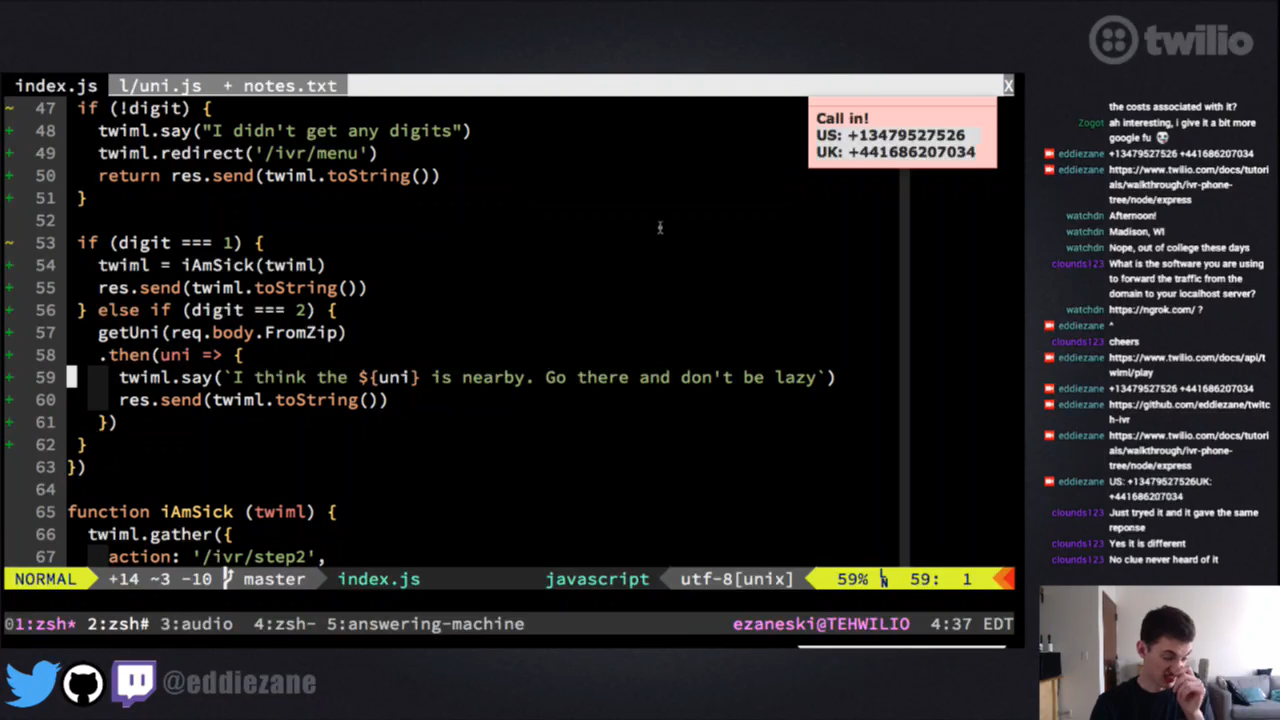 twilio
index.js l/uni.js + notes.txt X
~ 47 if (!digit) {
+ 48 twiml.say("I didn't get any digits")
+ 49 twiml.redirect('/ivr/menu')
+ 50 return res.send(twiml.toString())
+ 51 }
52
~ 53 if (digit === 1) {
+ 54 twiml = iAmSick(twiml)
+ 55 res.send(twiml.toString())
+ 56 } else if (digit === 2) {
+ 57 getUni(req.body.FromZip)
+ 58 .then(uni => {
+ 59 twiml.say(`I think the ${uni} is nearby. Go there and don't be lazy`)
+ 60 res.send(twiml.toString())
+ 61 })
+ 62 }
63 })
64
65 function iAmSick (twiml) {
66 twiml.gather({
67 action: '/ivr/step2',
NORMAL +14 ~3 -10 master index.js javascript utf-8[unix] 59% LN 59: 1
01:zsh* 2:zsh# 3:audio 4:zsh- 5:answering-machine ezaneski@TEHWILIO 4:37 EDT
@eddiezane
Call in!
US: +13479527526
UK: +441686207034
the costs associated with it?
Zogot ah interesting, i give it a bit more
google fu
eddiezane +13479527526 +441686207034
eddiezane https://www.twilio.com/docs/tutori
als/walkthrough/ivr-phone-
tree/node/express
watchdn Afternoon!
watchdn Madison, WI
watchdn Nope, out of college these days
clounds123 What is the software you are using
to forward the traffic from the
domain to your localhost server?
watchdn https://ngrok.com/ ?
eddiezane ^
clounds123 cheers
eddiezane https://www.twilio.com/docs/api/t
wiml/play
eddiezane +13479527526 +441686207034
eddiezane https://github.com/eddiezane/twitc
h-ivr
eddiezane https://www.twilio.com/docs/tutori
als/walkthrough/ivr-phone-
tree/node/express
eddiezane US: +13479527526UK:
+441686207034
clounds123 Just tryed it and it gave the same
reponse
clounds123 Yes it is different
clounds123 No clue never heard of it